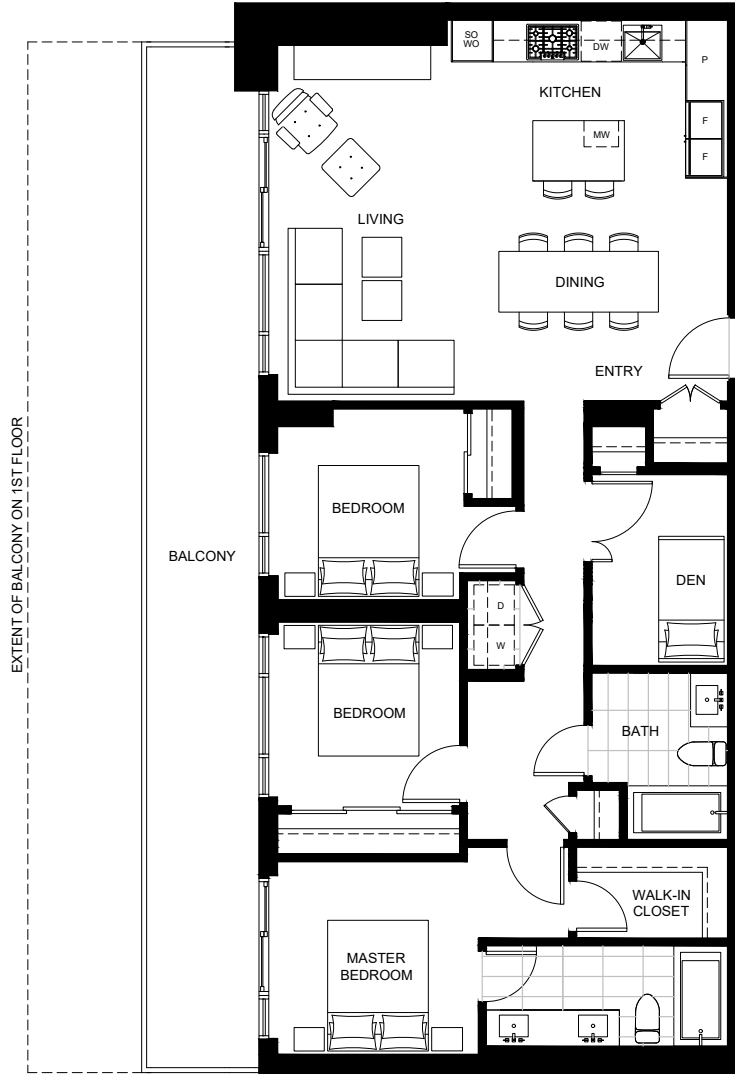 SO
WO
DW
P
KITCHEN
F
MW
F
LIVING
DINING
ENTRY
EXTENT OF BALCONY ON 1ST FLOOR
BEDROOM
BALCONY
DEN
D
W
BEDROOM
BATH
WALK-IN
CLOSET
MASTER
BEDROOM